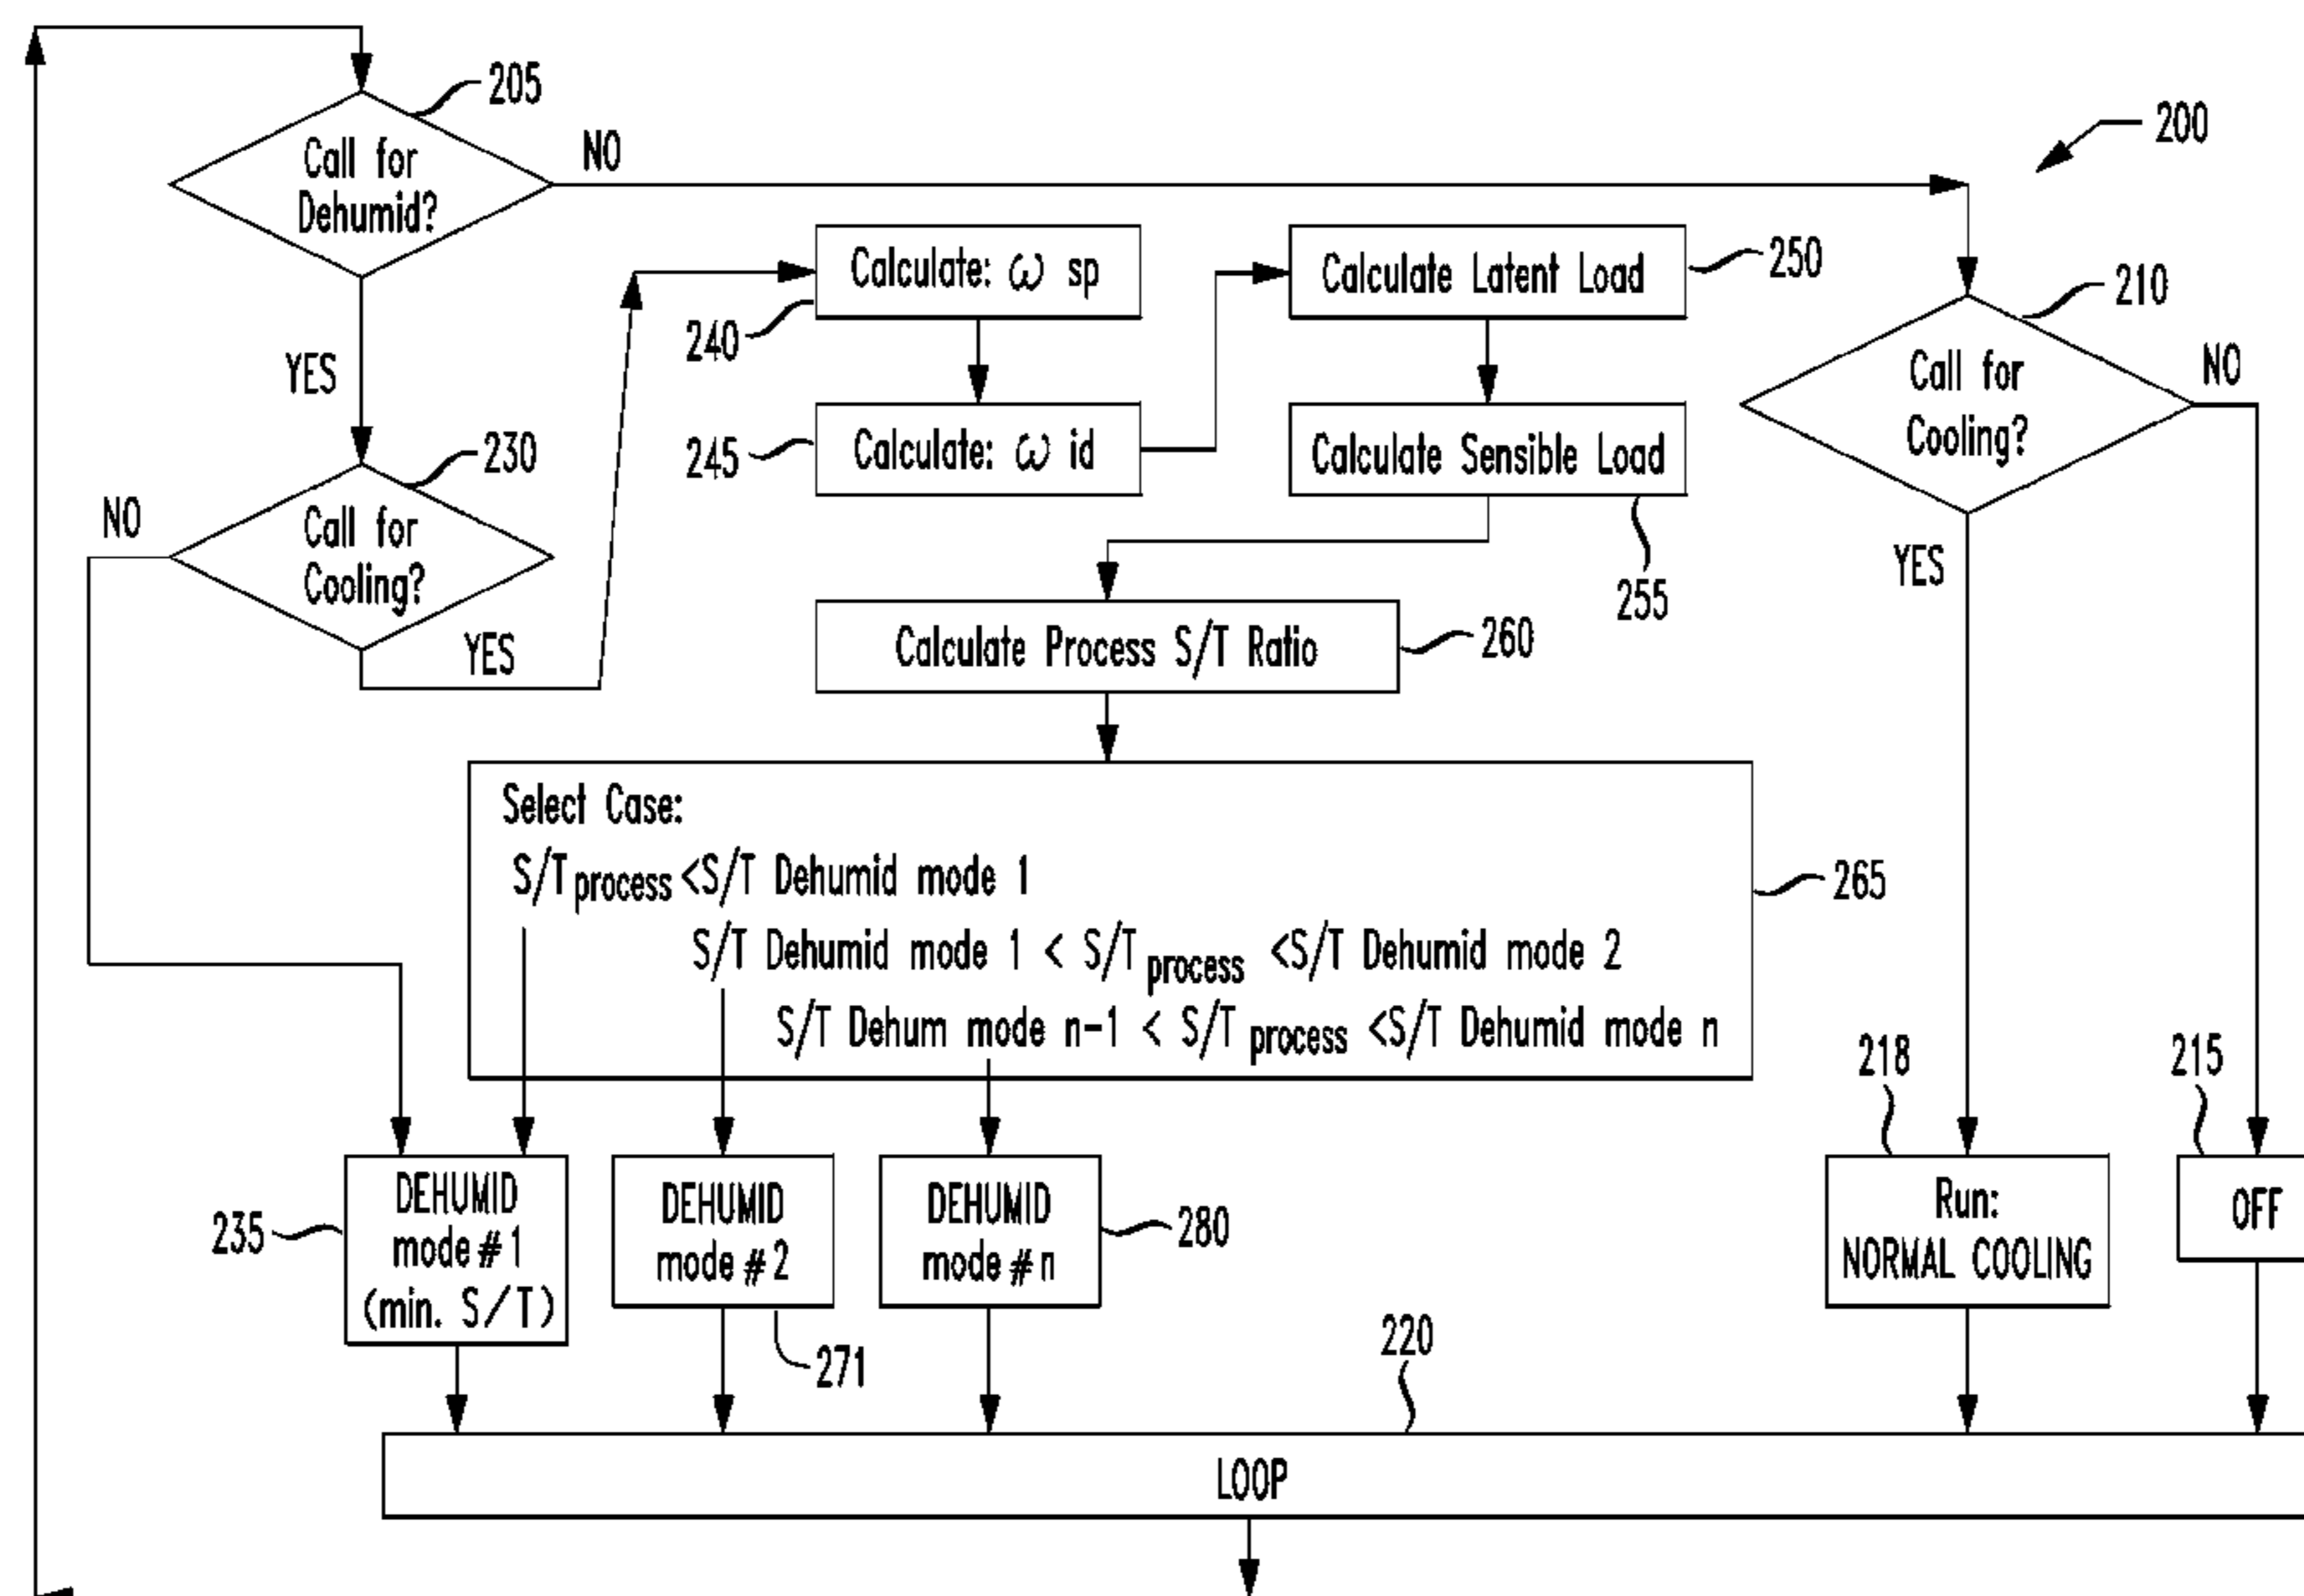 205
Call for
Dehumid?
NO
200
YES
Calculate: ω sp
240
Calculate Latent Load
250
210
Call for
Cooling?
NO
YES
230
Call for
Cooling?
NO
YES
245
Calculate: ω id
Calculate Sensible Load
255
Calculate Process S/T Ratio
260
Select Case:
S/Tprocess <S/T Dehumid mode 1
S/T Dehumid mode 1 < S/Tprocess <S/T Dehumid mode 2
S/T Dehum mode n-1 < S/Tprocess <S/T Dehumid mode n
265
218
215
235
DEHUMID
mode # 1
(min. S/T)
DEHUMID
mode # 2
271
DEHUMID
mode # n
280
Run:
NORMAL COOLING
OFF
220
LOOP